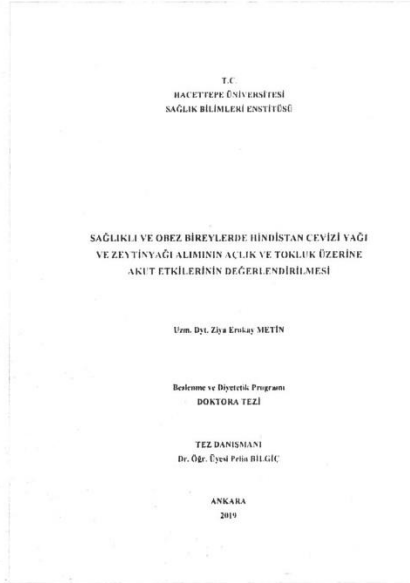 T.C.
HACETTEPE ÜNİVERSİTESİ
SAĞLIK BİLİMLERİ ENSTİTÜSÜ
SAĞLIKLI VE OBEZ BİREYLERDE HİNDİSTAN CEVİZİ YAĞI
VE ZEYTİNYAĞI ALIMININ AÇLIK VE TOKLUK ÜZERİNE
AKUT ETKİLERİNİN DEĞERLENDİRİLMESİ
Uzm. Dyt. Ziya Erokay METİN
Beslenme ve Diyetetik Programı
DOKTORA TEZİ
TEZ DANIŞMANI
Dr. Öğr. Üyesi Pelin BİLGİÇ
ANKARA
2019